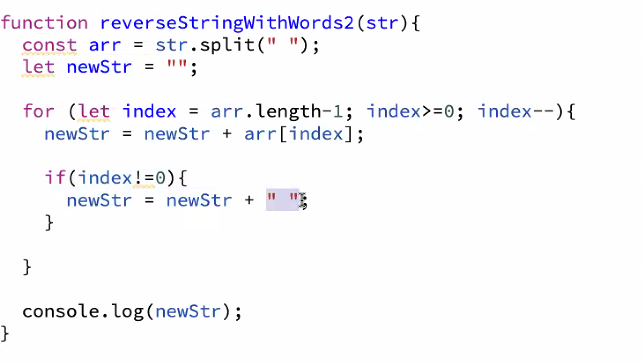 function reverseStringWithWords2(str){
const arr = str.split(" ");
let newStr = "";
for (let index = arr.length-1; index>=0; index--){
newStr = newStr + arr[index];
if(index!=0){
newStr = newStr + " ";
}
}
console.log(newStr);
}